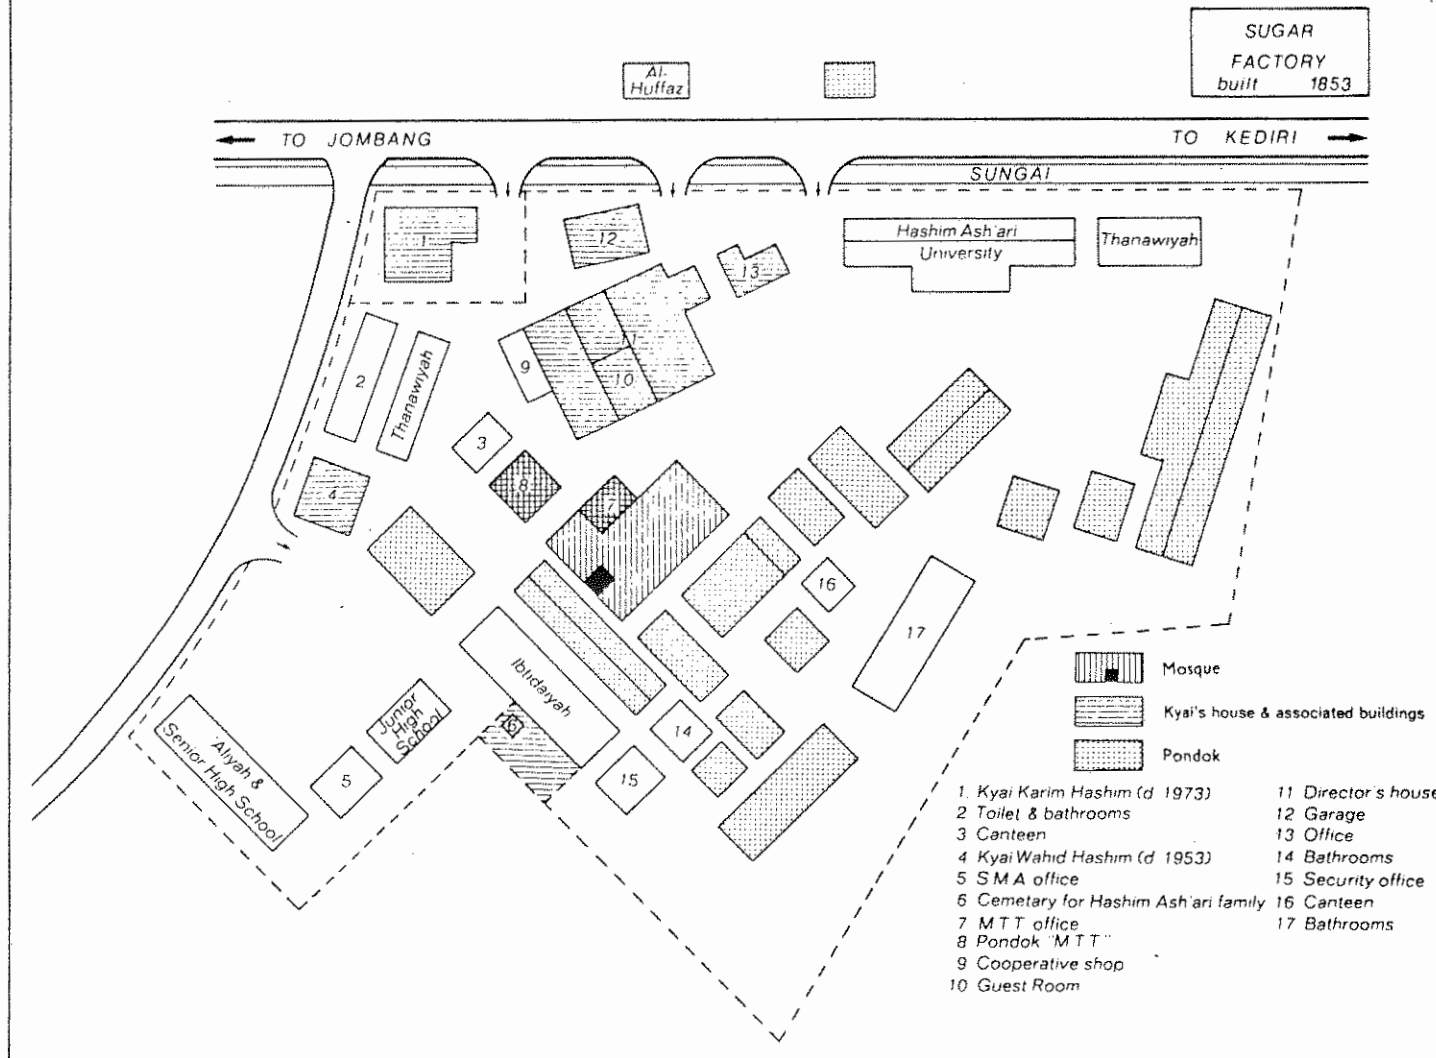 SUGAR
FACTORY
built 1853
Al-
Huffaz
TO JOMBANG
TO KEDIRI
SUNGAI
1
12
13
Hashim Ash'ari
University
Thanawiyah
2
Thanawiyah
9
11
10
3
8
7
4
16
17
Ibtidaiyah
6
14
15
Junior
High
School
5
'Aliyah &
Senior High School
Mosque
Kyai's house & associated buildings
Pondok
1. Kyai Karim Hashim (d 1973)
2 Toilet & bathrooms
3 Canteen
4 Kyai Wahid Hashim (d 1953)
5 S M A office
6 Cemetary for Hashim Ash'ari family
7 M T T office
8 Pondok "M T T"
9 Cooperative shop
10 Guest Room
11 Director's house
12 Garage
13 Office
14 Bathrooms
15 Security office
16 Canteen
17 Bathrooms